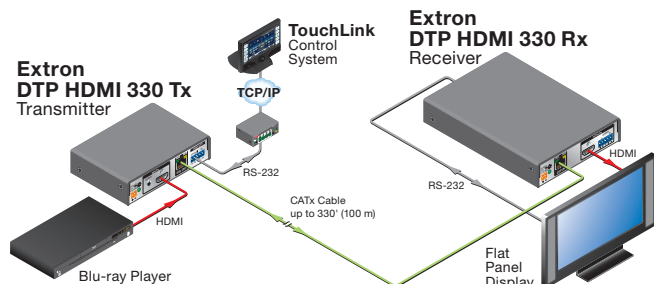 Extron
DTP HDMI 330 Tx
Transmitter
TouchLink
Control
System
TCP/IP
RS-232
HDMI
Blu-ray Player
CATx Cable
up to 330' (100 m)
Extron
DTP HDMI 330 Rx
Receiver
HDMI
RS-232
Flat
Panel
Display